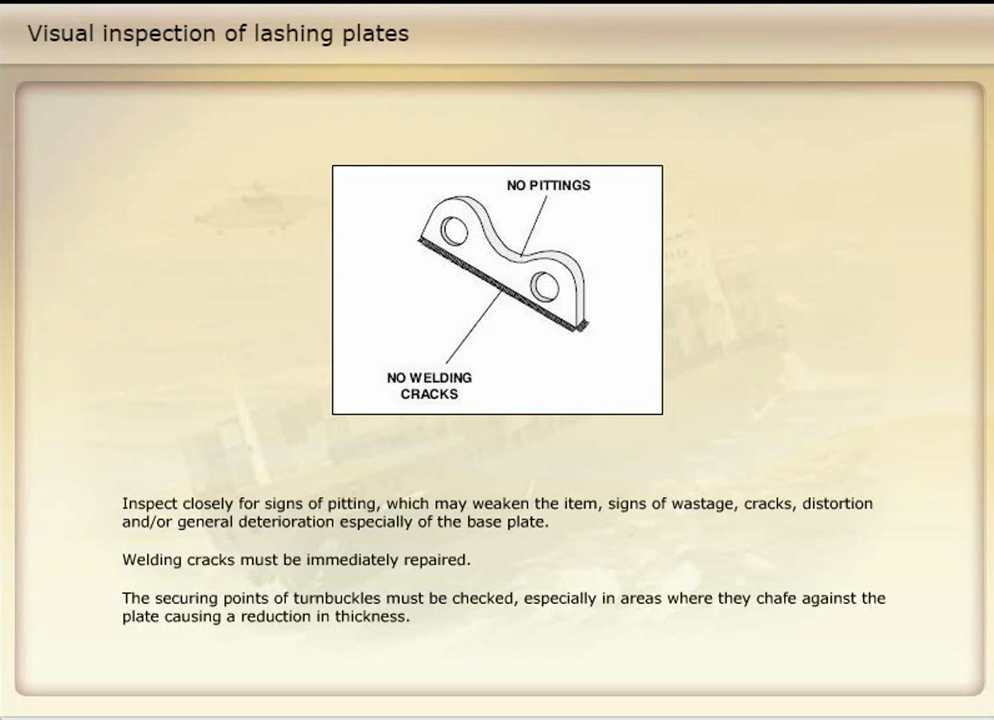 Visual inspection of lashing plates
NO PITTINGS
NO WELDING
CRACKS
Inspect closely for signs of pitting, which may weaken the item, signs of wastage, cracks, distortion
and/or general deterioration especially of the base plate.
Welding cracks must be immediately repaired.
The securing points of turnbuckles must be checked, especially in areas where they chafe against the
plate causing a reduction in thickness.